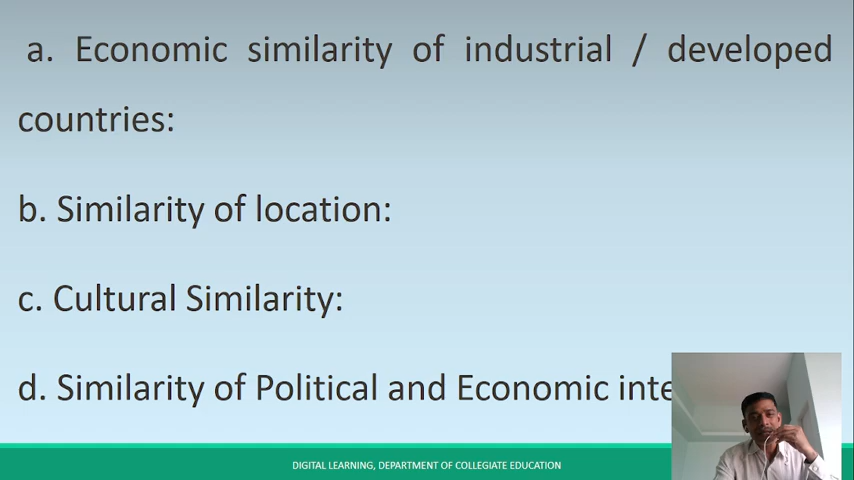 a. Economic similarity of industrial / developed
countries:
b. Similarity of location:
c. Cultural Similarity:
d. Similarity of Political and Economic
DIGITAL LEARNING, DEPARTMENT OF COLLEGIATE EDUCATION